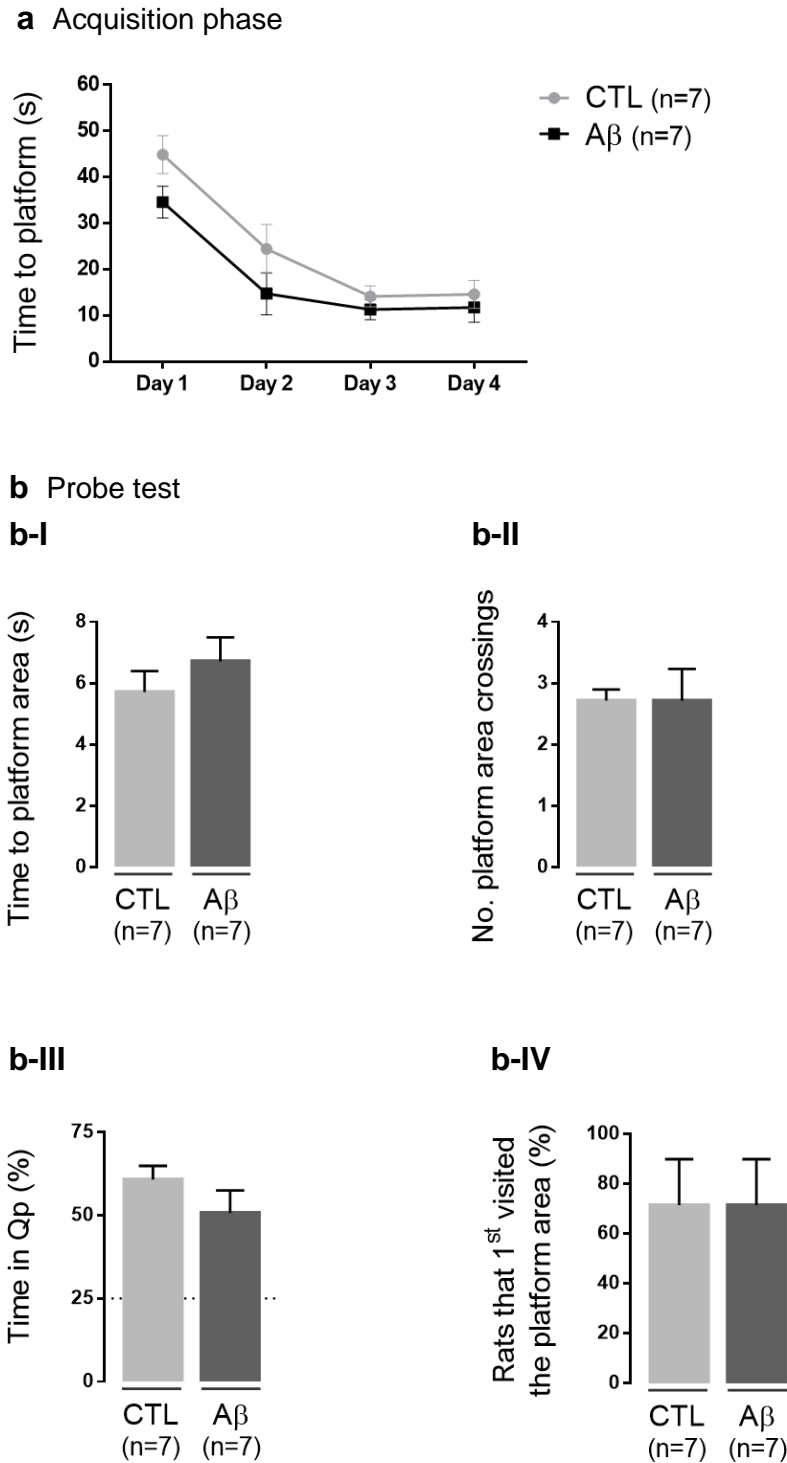 a Acquisition phase
Time to platform (s)
60
50
40
30
20
10
0
Day 1 Day 2 Day 3 Day 4
CTL (n=7)
Aβ (n=7)
b Probe test
b-I
Time to platform area (s)
8
6
4
2
0
CTL Aβ
(n=7) (n=7)
b-II
No. platform area crossings
4
3
2
1
0
CTL Aβ
(n=7) (n=7)
b-III
Time in Qp (%)
75
50
25
0
CTL Aβ
(n=7) (n=7)
b-IV
Rats that 1st visited
the platform area (%)
100
80
60
40
20
0
CTL Aβ
(n=7) (n=7)